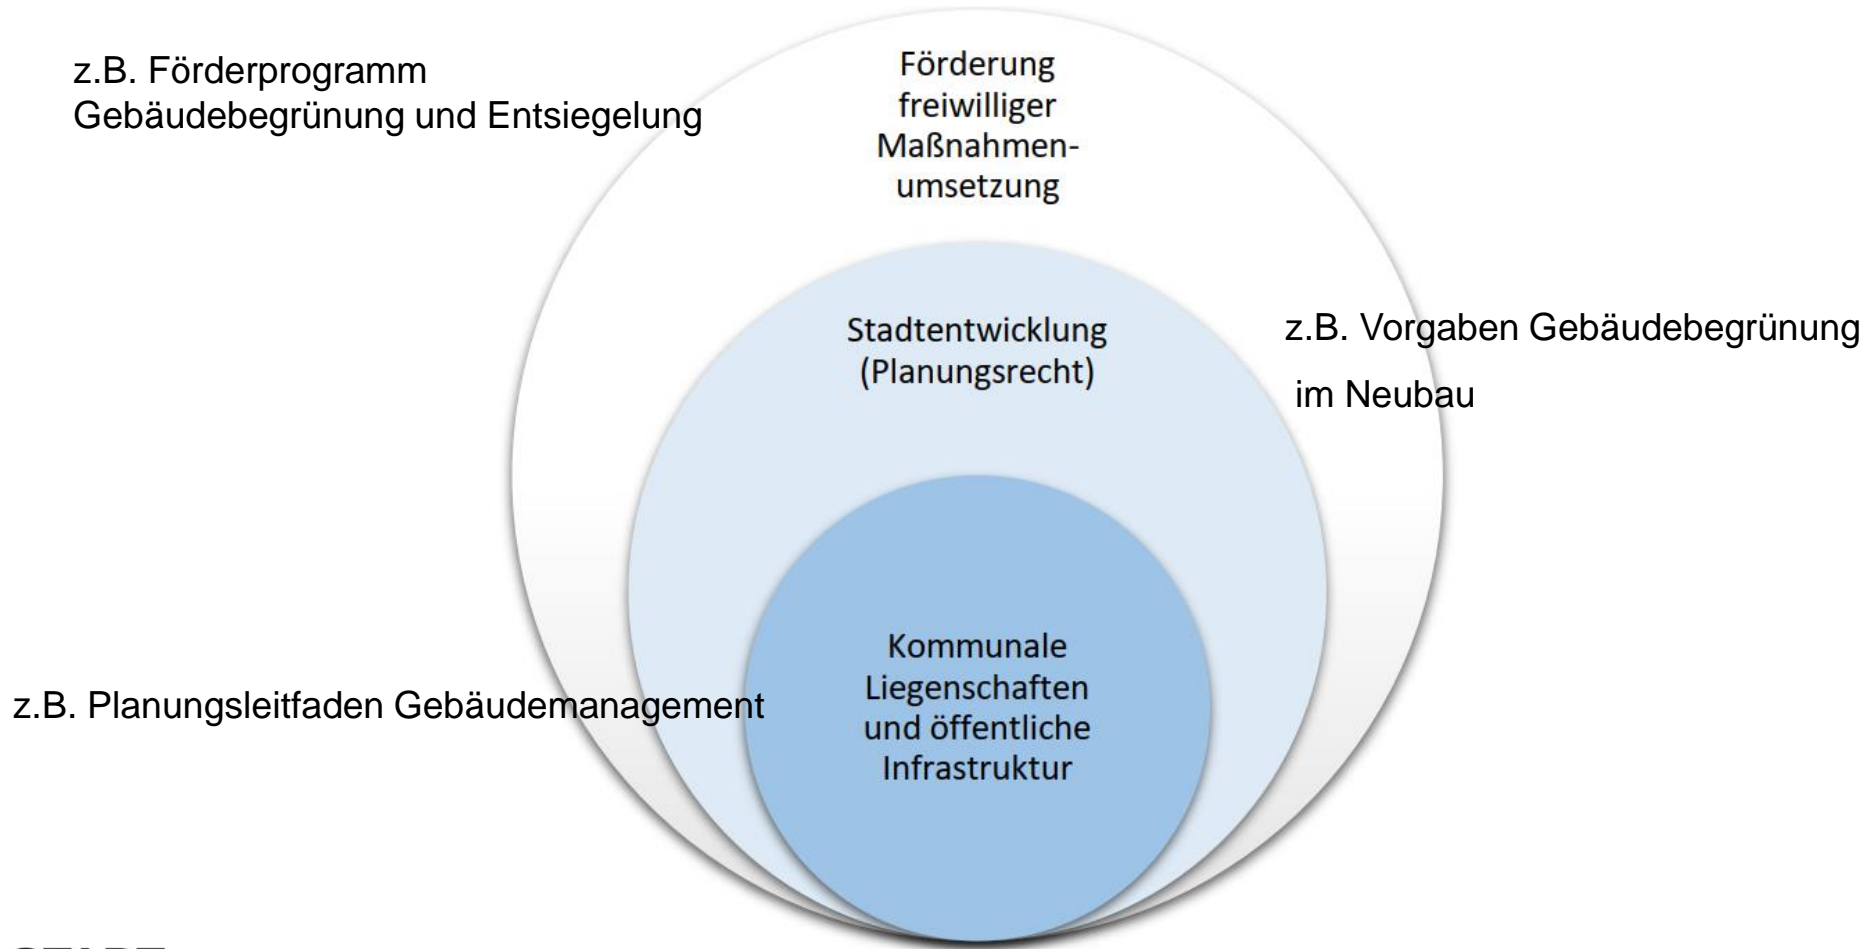 z.B. Förderprogramm
Gebäudebegrünung und Entsiegelung
Förderung
freiwilliger
Maßnahmen-
umsetzung
Stadtentwicklung
(Planungsrecht)
z.B. Vorgaben Gebäudebegrünung
im Neubau
Kommunale
Liegenschaften
und öffentliche
Infrastruktur
z.B. Planungsleitfaden Gebäudemanagement